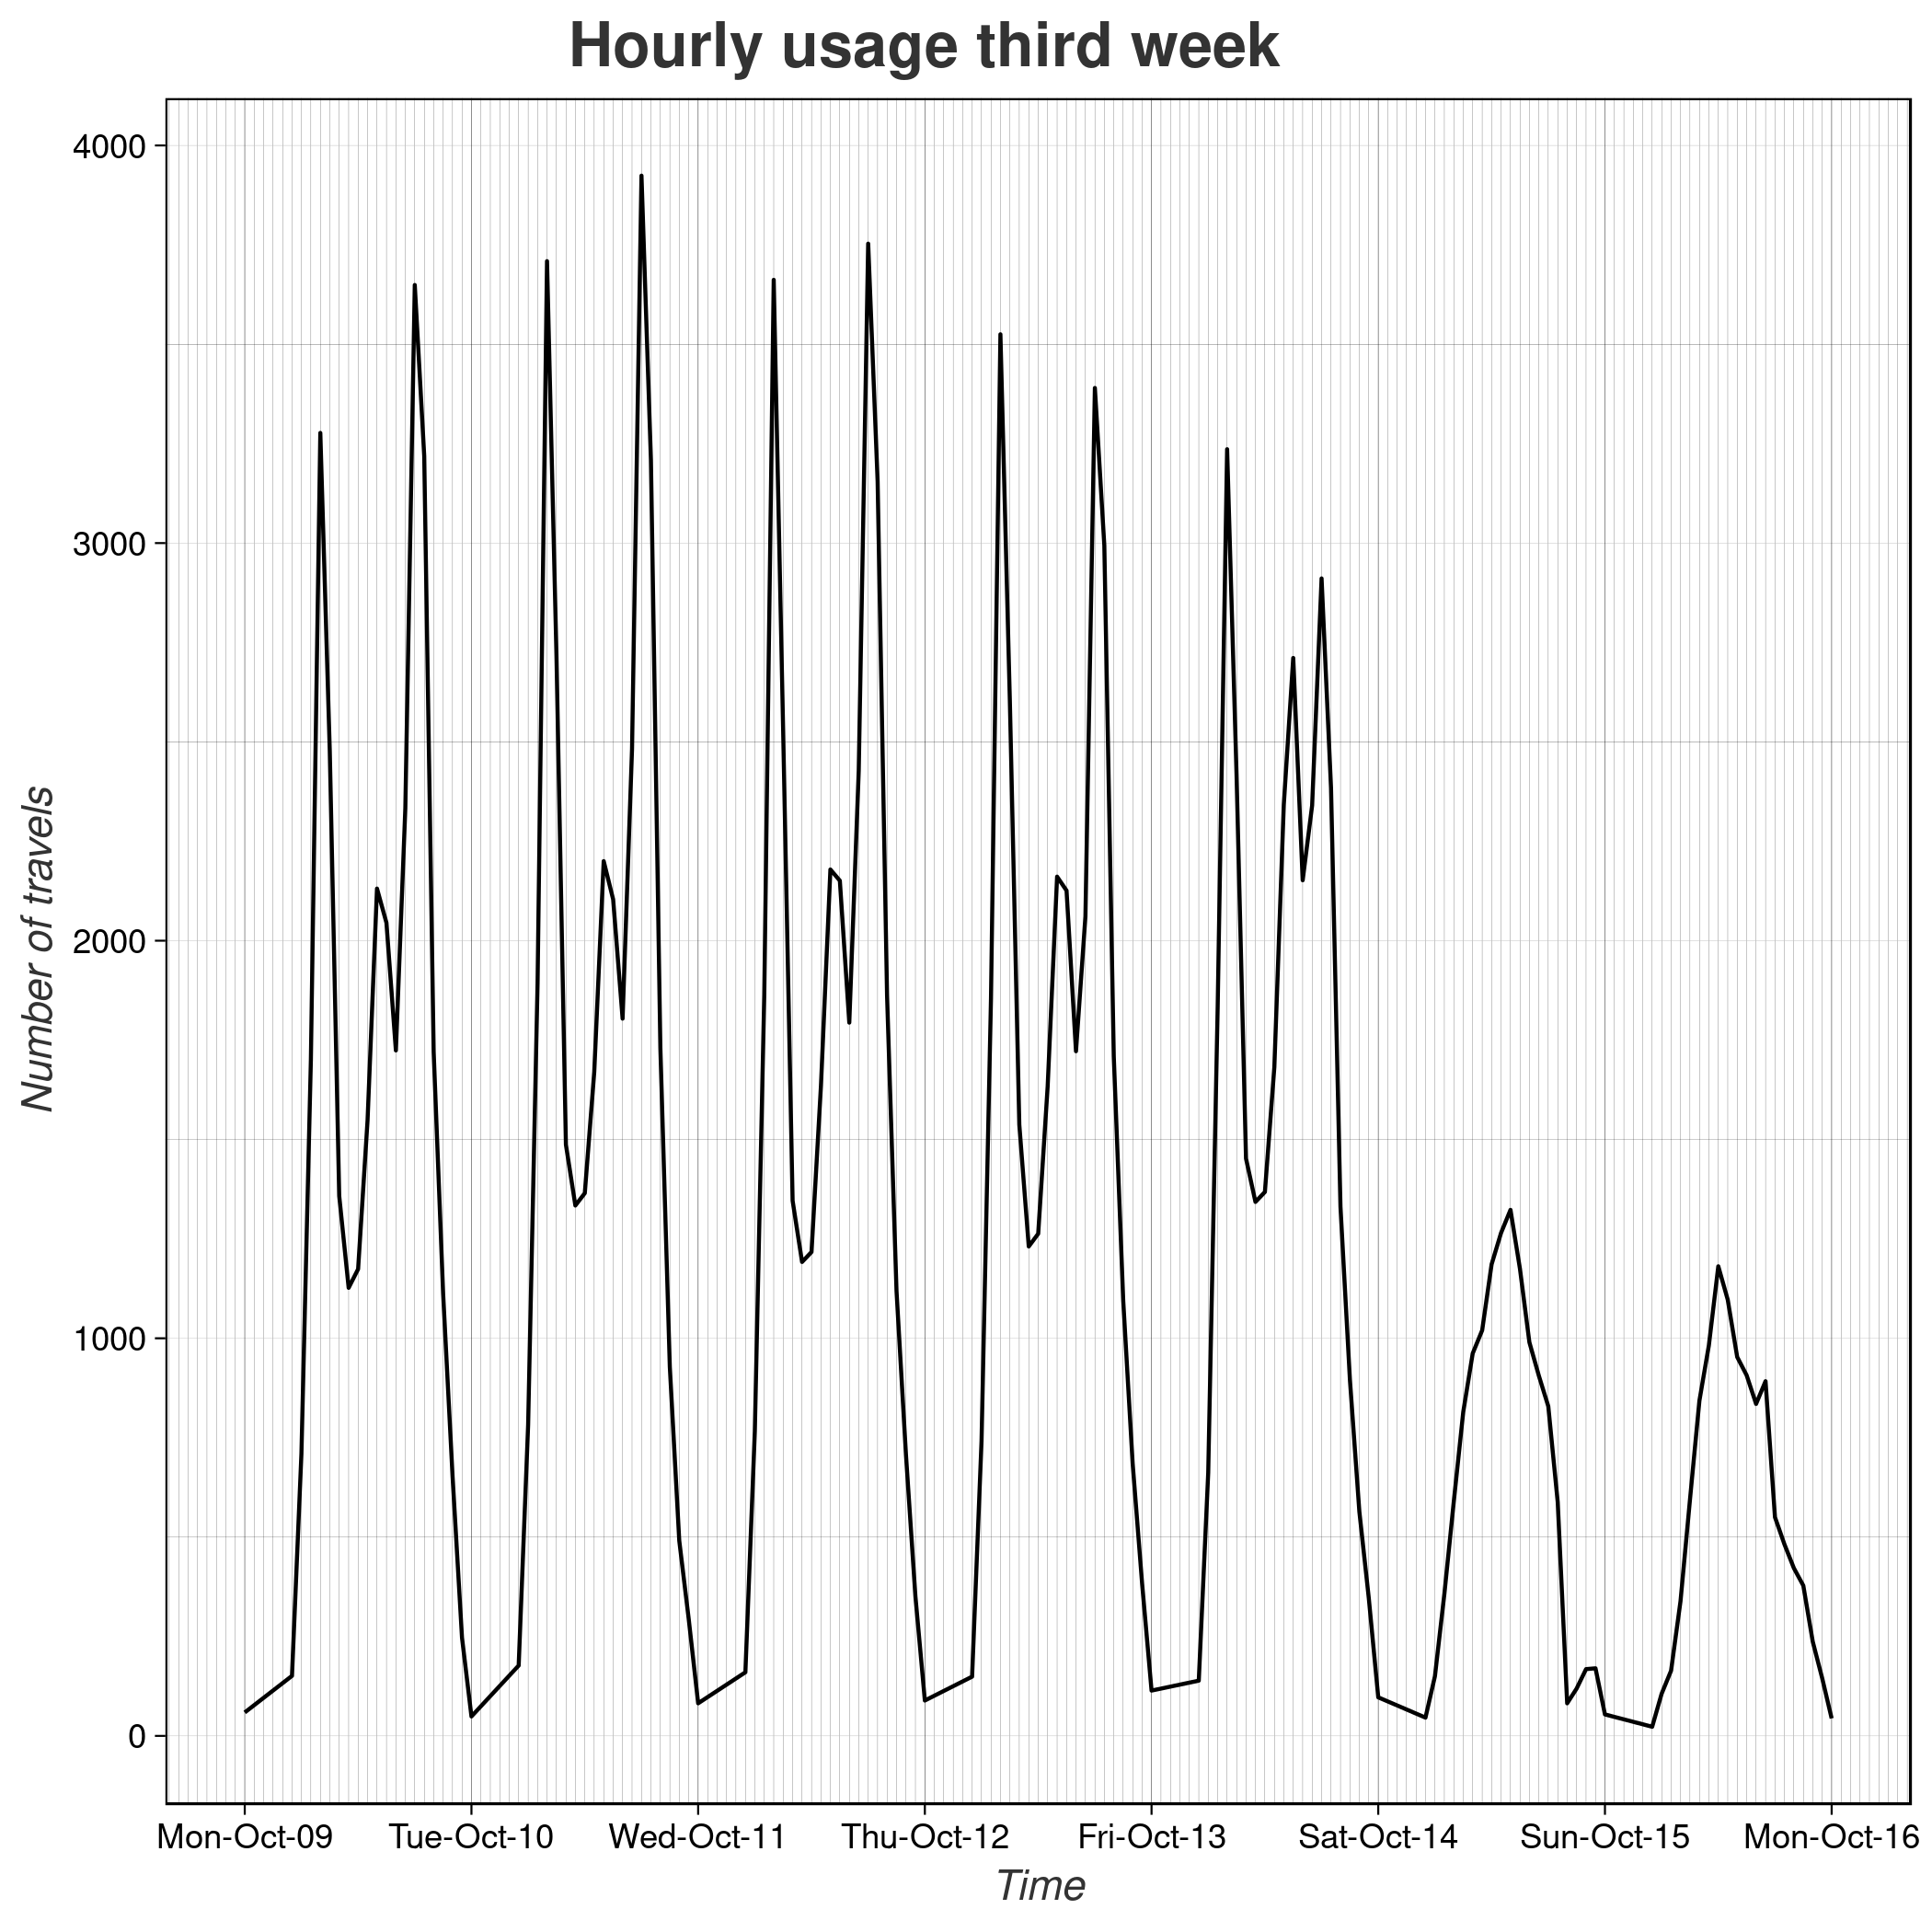 Hourly usage third week
4000
3000
2000
1000
0
Number of travels
Mon-Oct-09 Tue-Oct-10 Wed-Oct-11 Thu-Oct-12 Fri-Oct-13 Sat-Oct-14 Sun-Oct-15 Mon-Oct-16
Time